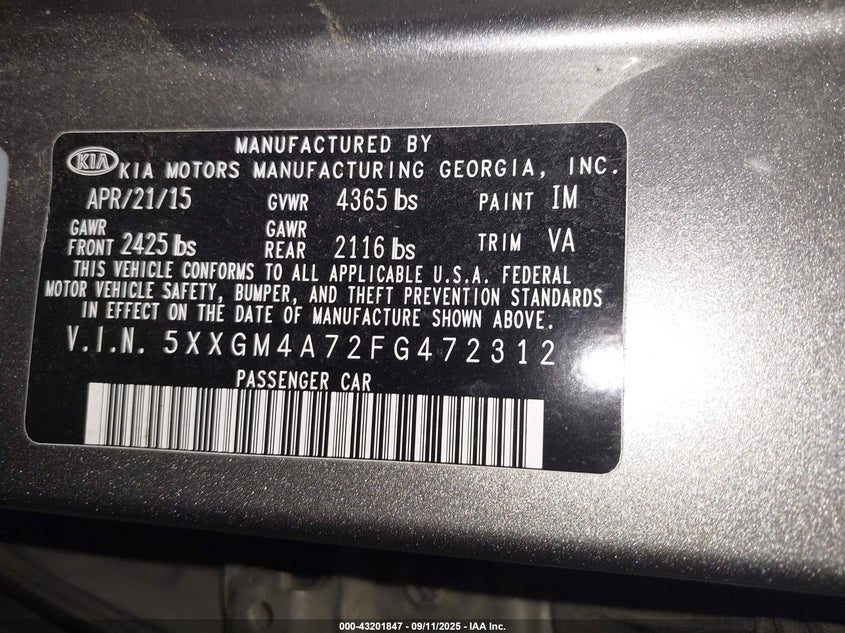 MANUFACTURED BY
KIA KIA MOTORS MANUFACTURING GEORGIA, INC.
APR/21/15 GVWR 4365 lbs PAINT IM
GAWR FRONT 2425 lbs GAWR REAR 2116 lbs TRIM VA
THIS VEHICLE CONFORMS TO ALL APPLICABLE U.S.A. FEDERAL
MOTOR VEHICLE SAFETY, BUMPER, AND THEFT PREVENTION STANDARDS
IN EFFECT ON THE DATE OF MANUFACTURE SHOWN ABOVE.
V.I.N. 5XXGM4A72FG472312
PASSENGER CAR
000-43201847 - 09/11/2025 - IAA Inc.